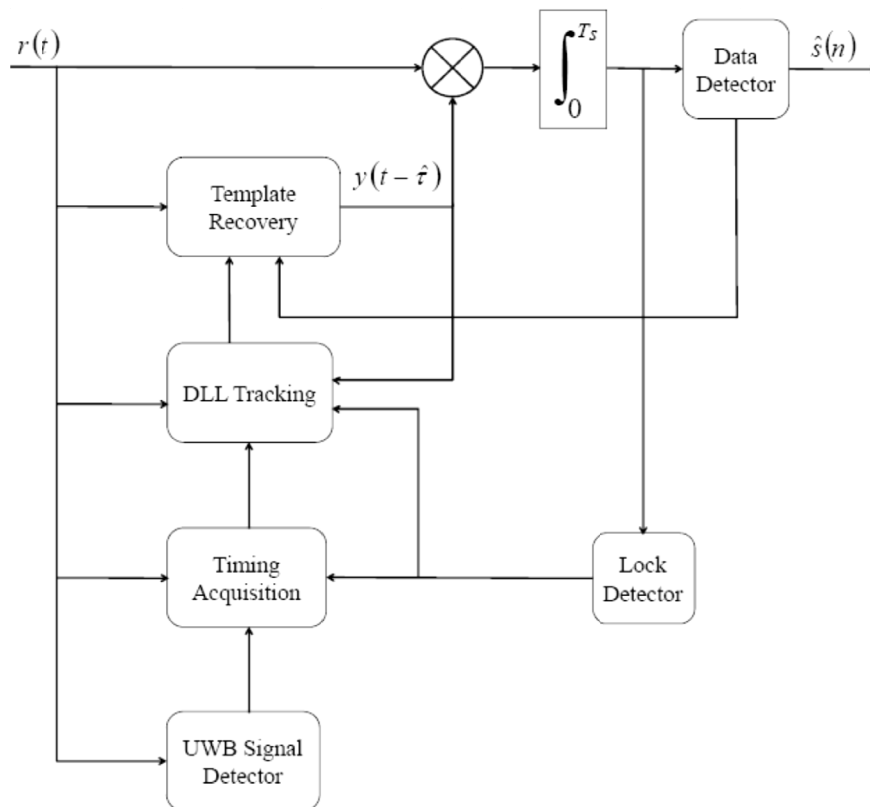 r(t)
∫₀^{T_S}
Data
Detector
ŝ(n)
Template
Recovery
y(t − τ̂)
DLL Tracking
Timing
Acquisition
Lock
Detector
UWB Signal
Detector